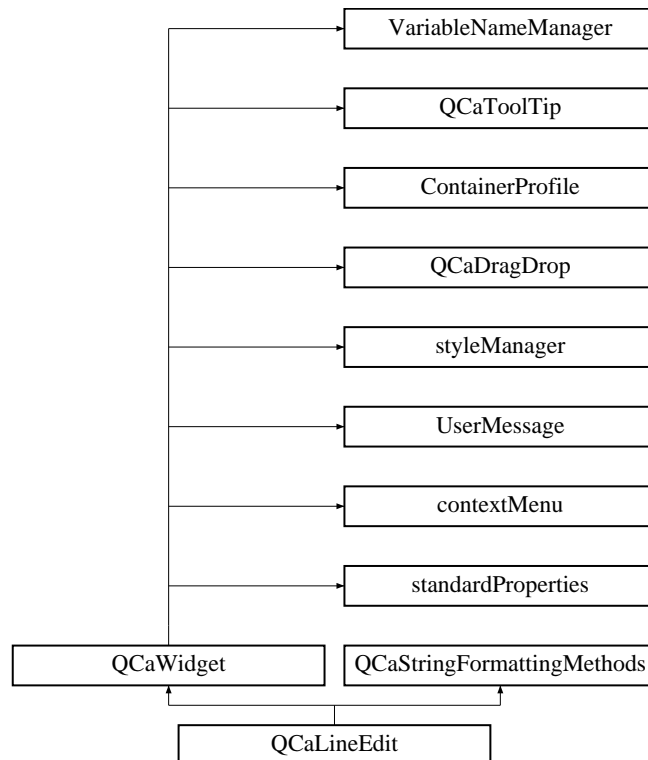 VariableNameManager
QCaToolTip
ContainerProfile
QCaDragDrop
styleManager
UserMessage
contextMenu
standardProperties
QCaWidget
QCaStringFormattingMethods
QCaLineEdit